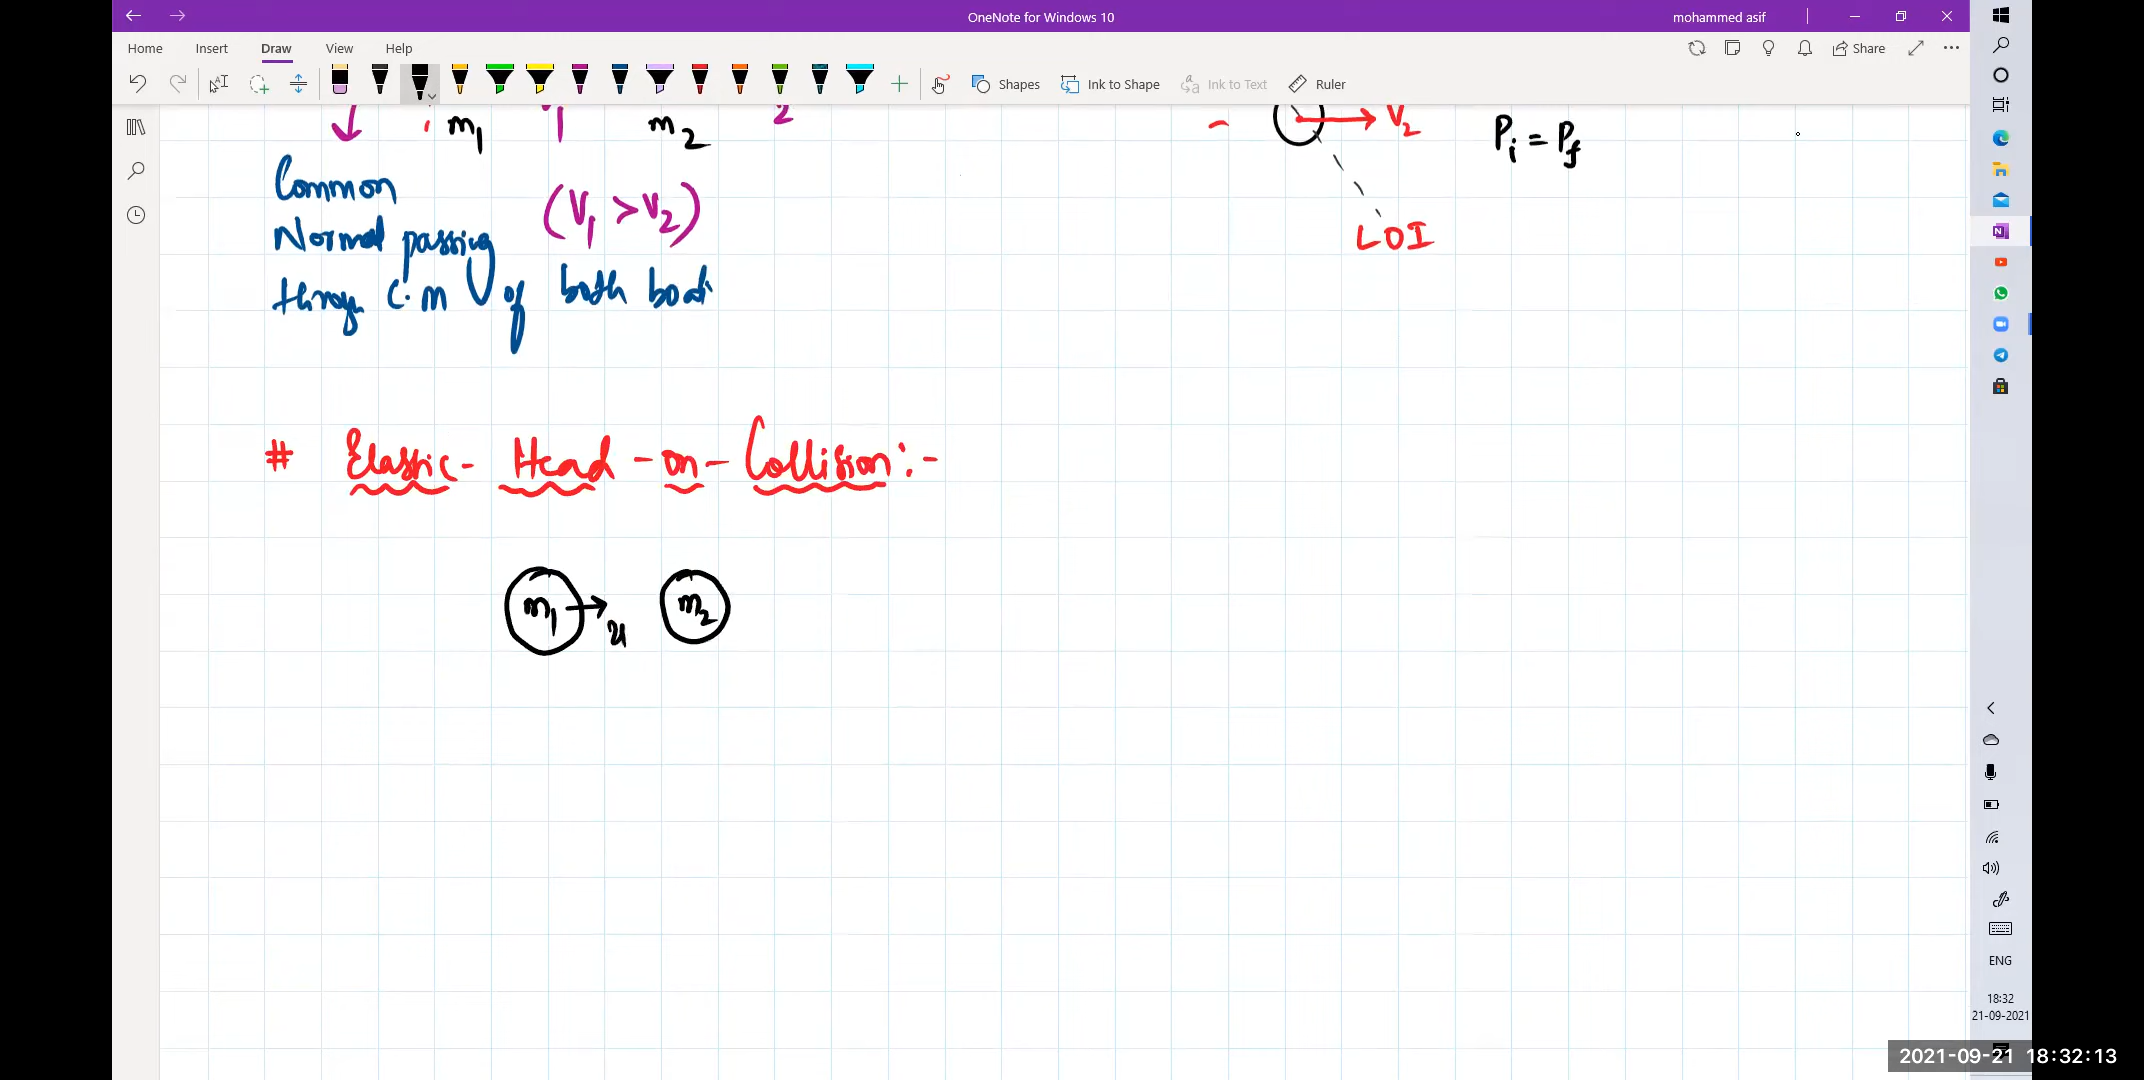 OneNote for Windows 10
mohammed asif
Home Insert Draw View Help
Share
Shapes Ink to Shape Ink to Text Ruler
m1 m2 2
V2
Pi = Pf
Common
Normal passing
through C.M of both bodi
(V1 > V2)
LOI
# Elastic - Head - on - Collision :-
m1 u m2
ENG
18:32
21-09-2021
2021-09-21 18:32:13